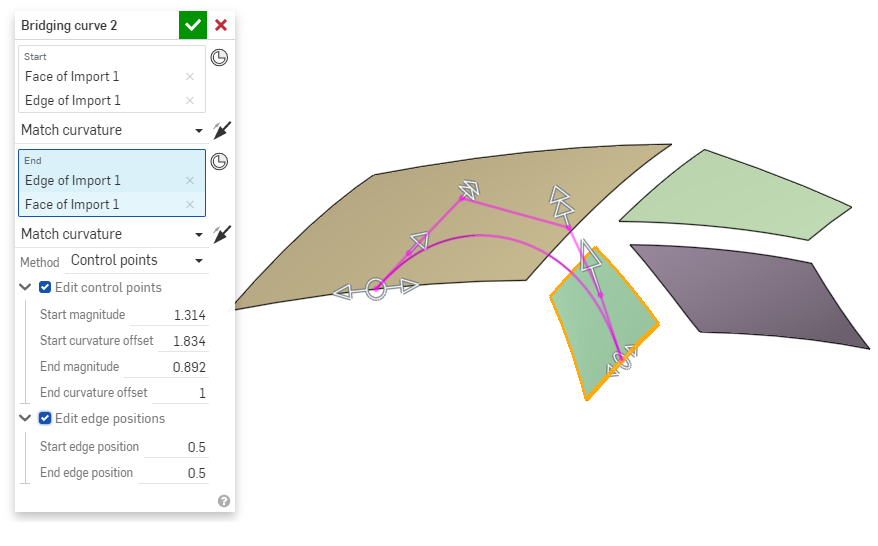 Bridging curve 2
Start
Face of Import 1
Edge of Import 1
Match curvature
End
Edge of Import 1
Face of Import 1
Match curvature
Method Control points
Edit control points
Start magnitude 1.314
Start curvature offset 1.834
End magnitude 0.892
End curvature offset 1
Edit edge positions
Start edge position 0.5
End edge position 0.5
?